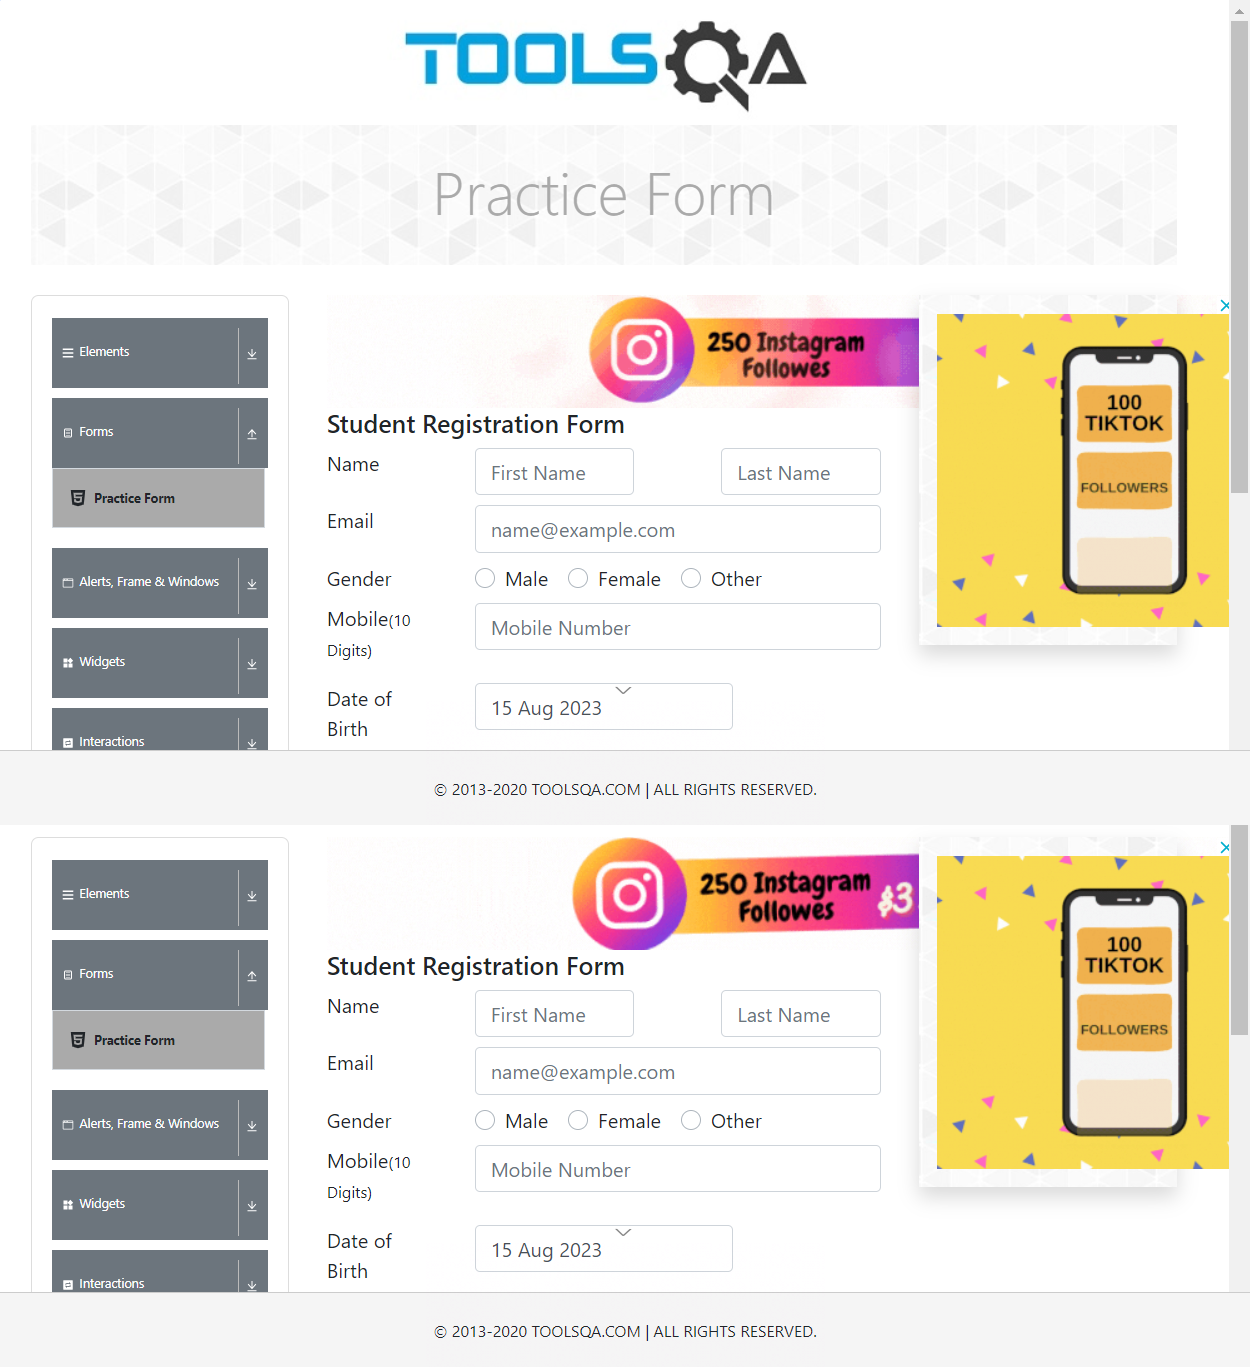 TOOLSQA
Practice Form
Elements
Forms
Practice Form
Alerts, Frame & Windows
Widgets
Interactions
250 Instagram
Followes
Student Registration Form
Name
First Name
Last Name
Email
name@example.com
Gender
Male
Female
Other
Mobile(10
Digits)
Mobile Number
Date of
Birth
15 Aug 2023
100
TIKTOK
FOLLOWERS
© 2013-2020 TOOLSQA.COM | ALL RIGHTS RESERVED.
Elements
Forms
Practice Form
Alerts, Frame & Windows
Widgets
Interactions
250 Instagram
Followes
$3
Student Registration Form
Name
First Name
Last Name
Email
name@example.com
Gender
Male
Female
Other
Mobile(10
Digits)
Mobile Number
Date of
Birth
15 Aug 2023
100
TIKTOK
FOLLOWERS
© 2013-2020 TOOLSQA.COM | ALL RIGHTS RESERVED.